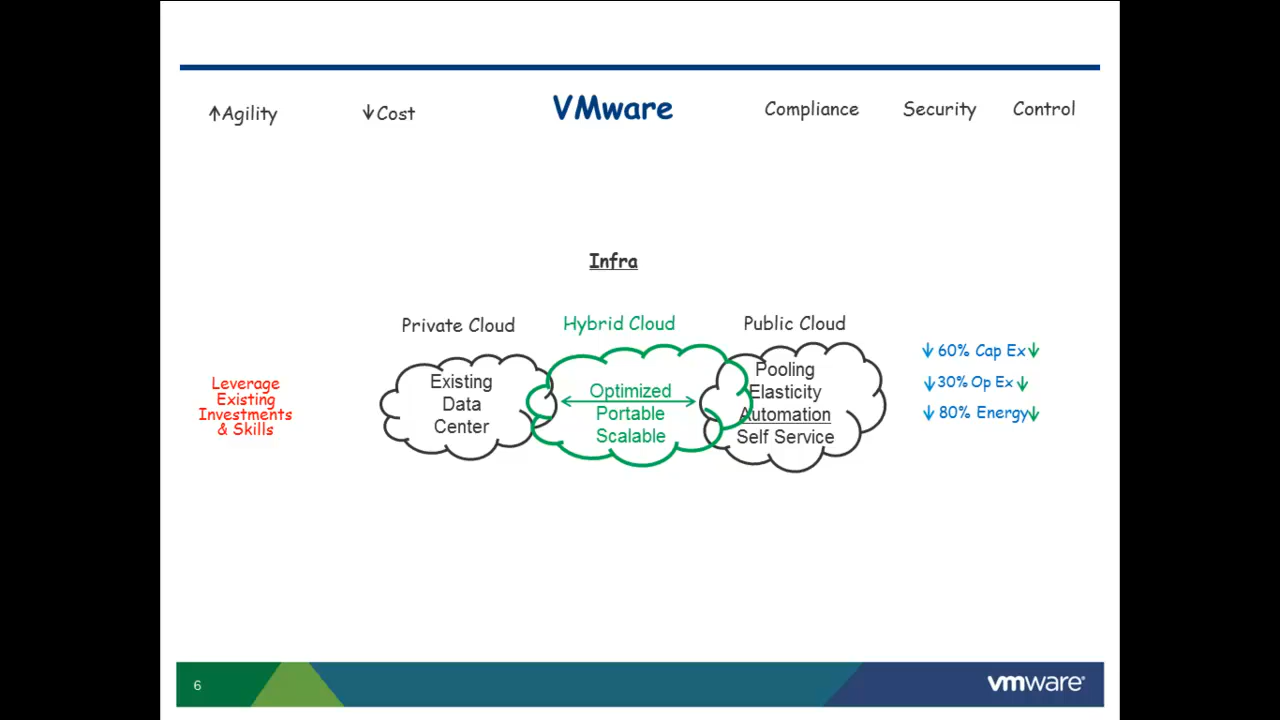 ↑Agility ↓Cost VMware Compliance Security Control
Infra
Private Cloud Hybrid Cloud Public Cloud
Leverage
Existing
Investments
& Skills
Existing
Data
Center
Optimized
Portable
Scalable
Pooling
Elasticity
Automation
Self Service
↓ 60% Cap Ex↓
↓30% Op Ex ↓
↓ 80% Energy↓
6
vmware®